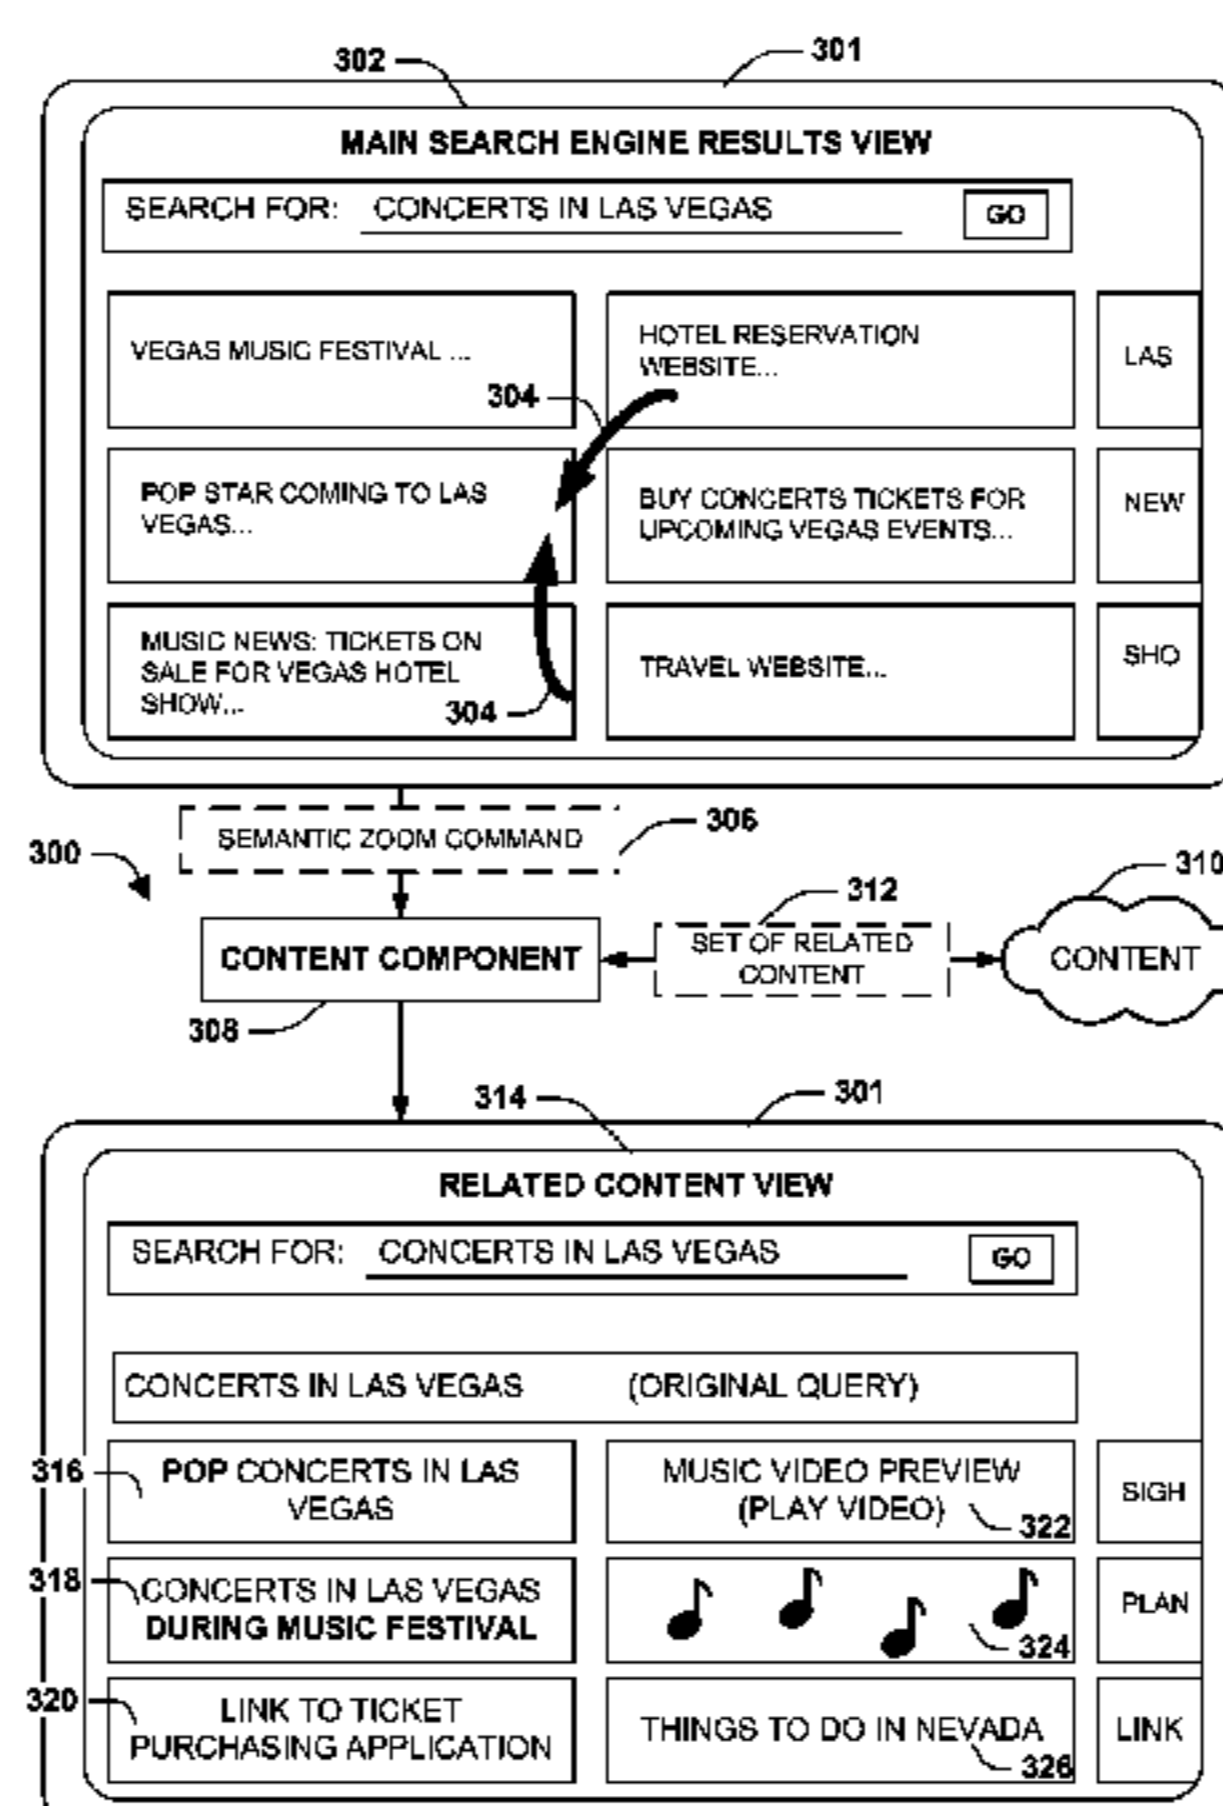 302
301
MAIN SEARCH ENGINE RESULTS VIEW
SEARCH FOR: CONCERTS IN LAS VEGAS GO
VEGAS MUSIC FESTIVAL ...
HOTEL RESERVATION
WEBSITE...
LAS
304
POP STAR COMING TO LAS
VEGAS...
BUY CONCERTS TICKETS FOR
UPCOMING VEGAS EVENTS...
NEW
MUSIC NEWS: TICKETS ON
SALE FOR VEGAS HOTEL
SHOW...
304
TRAVEL WEBSITE...
SHO
SEMANTIC ZOOM COMMAND
306
300
310
312
CONTENT COMPONENT
SET OF RELATED
CONTENT
CONTENT
308
314
301
RELATED CONTENT VIEW
SEARCH FOR: CONCERTS IN LAS VEGAS GO
CONCERTS IN LAS VEGAS (ORIGINAL QUERY)
316
POP CONCERTS IN LAS
VEGAS
MUSIC VIDEO PREVIEW
(PLAY VIDEO)
322
SIGH
318
CONCERTS IN LAS VEGAS
DURING MUSIC FESTIVAL
324
PLAN
320
LINK TO TICKET
PURCHASING APPLICATION
THINGS TO DO IN NEVADA
326
LINK